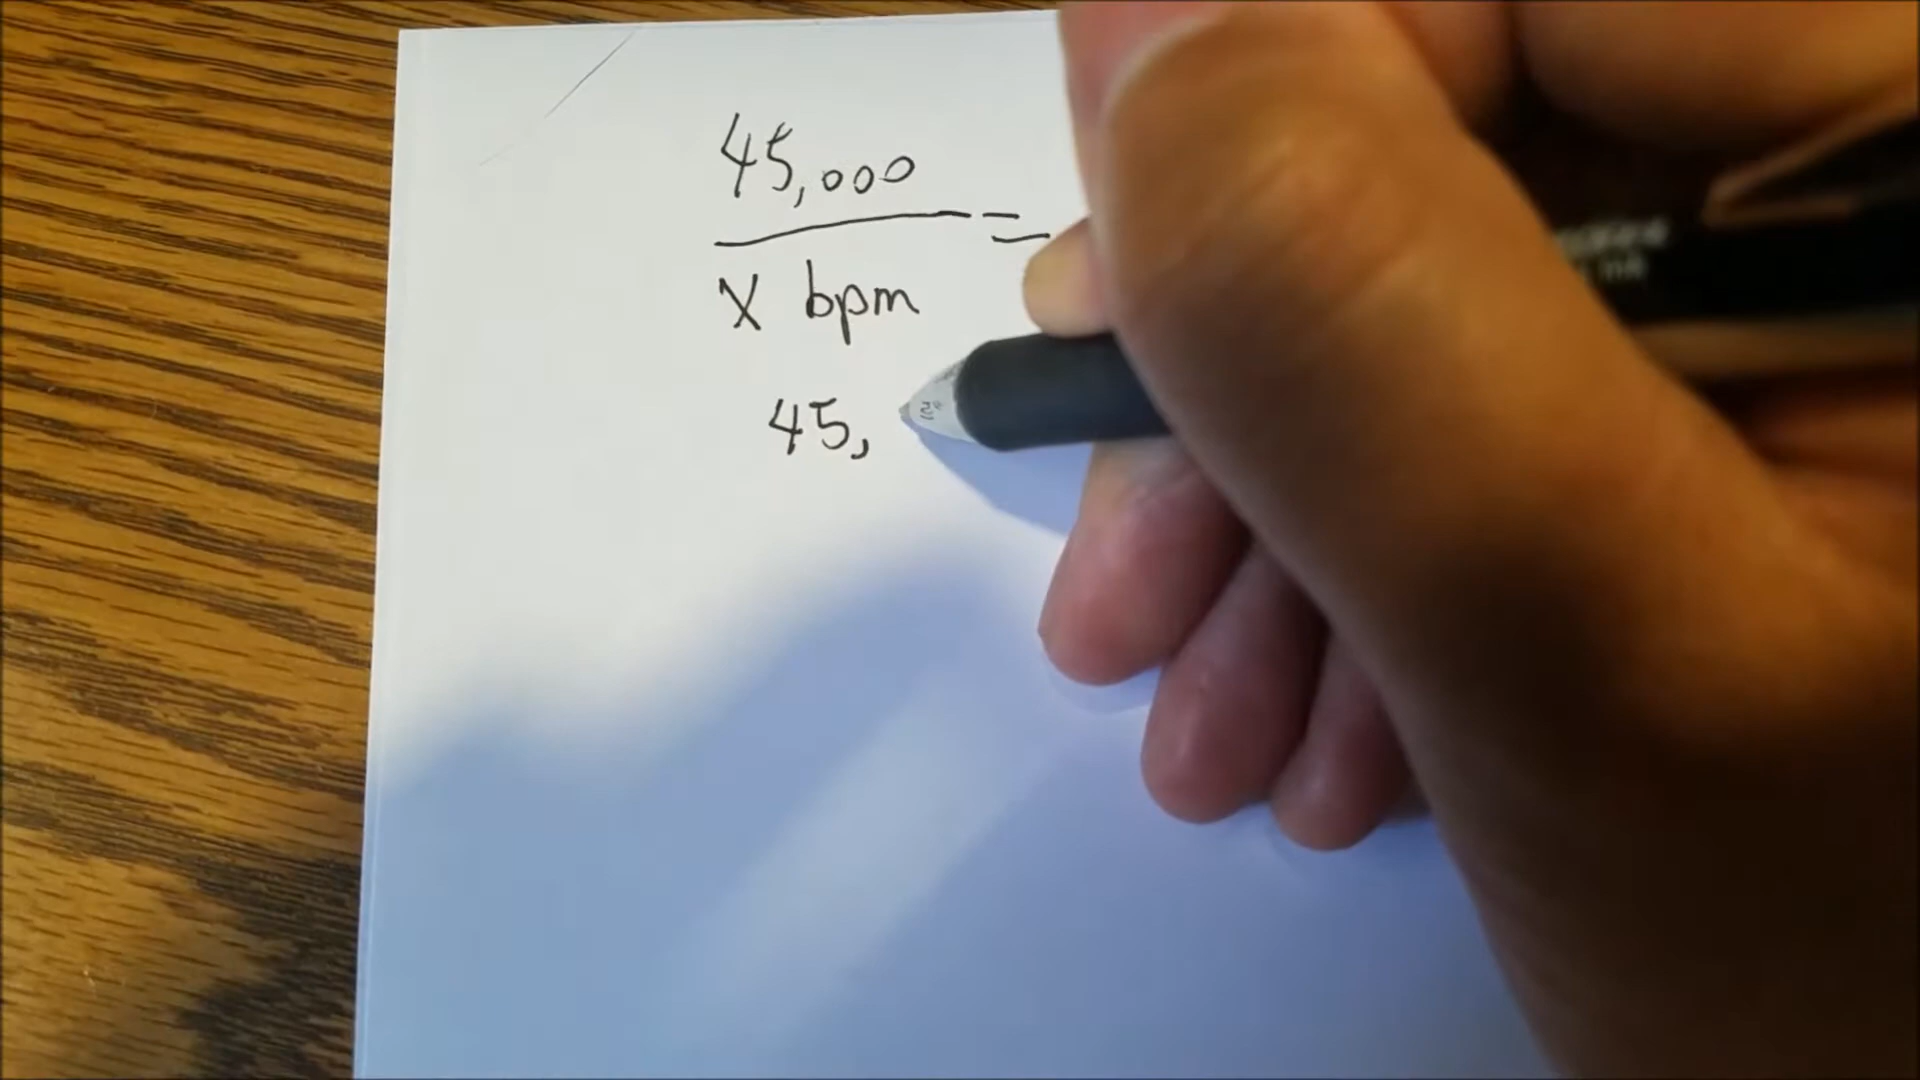 45,000 =
X bpm
45,